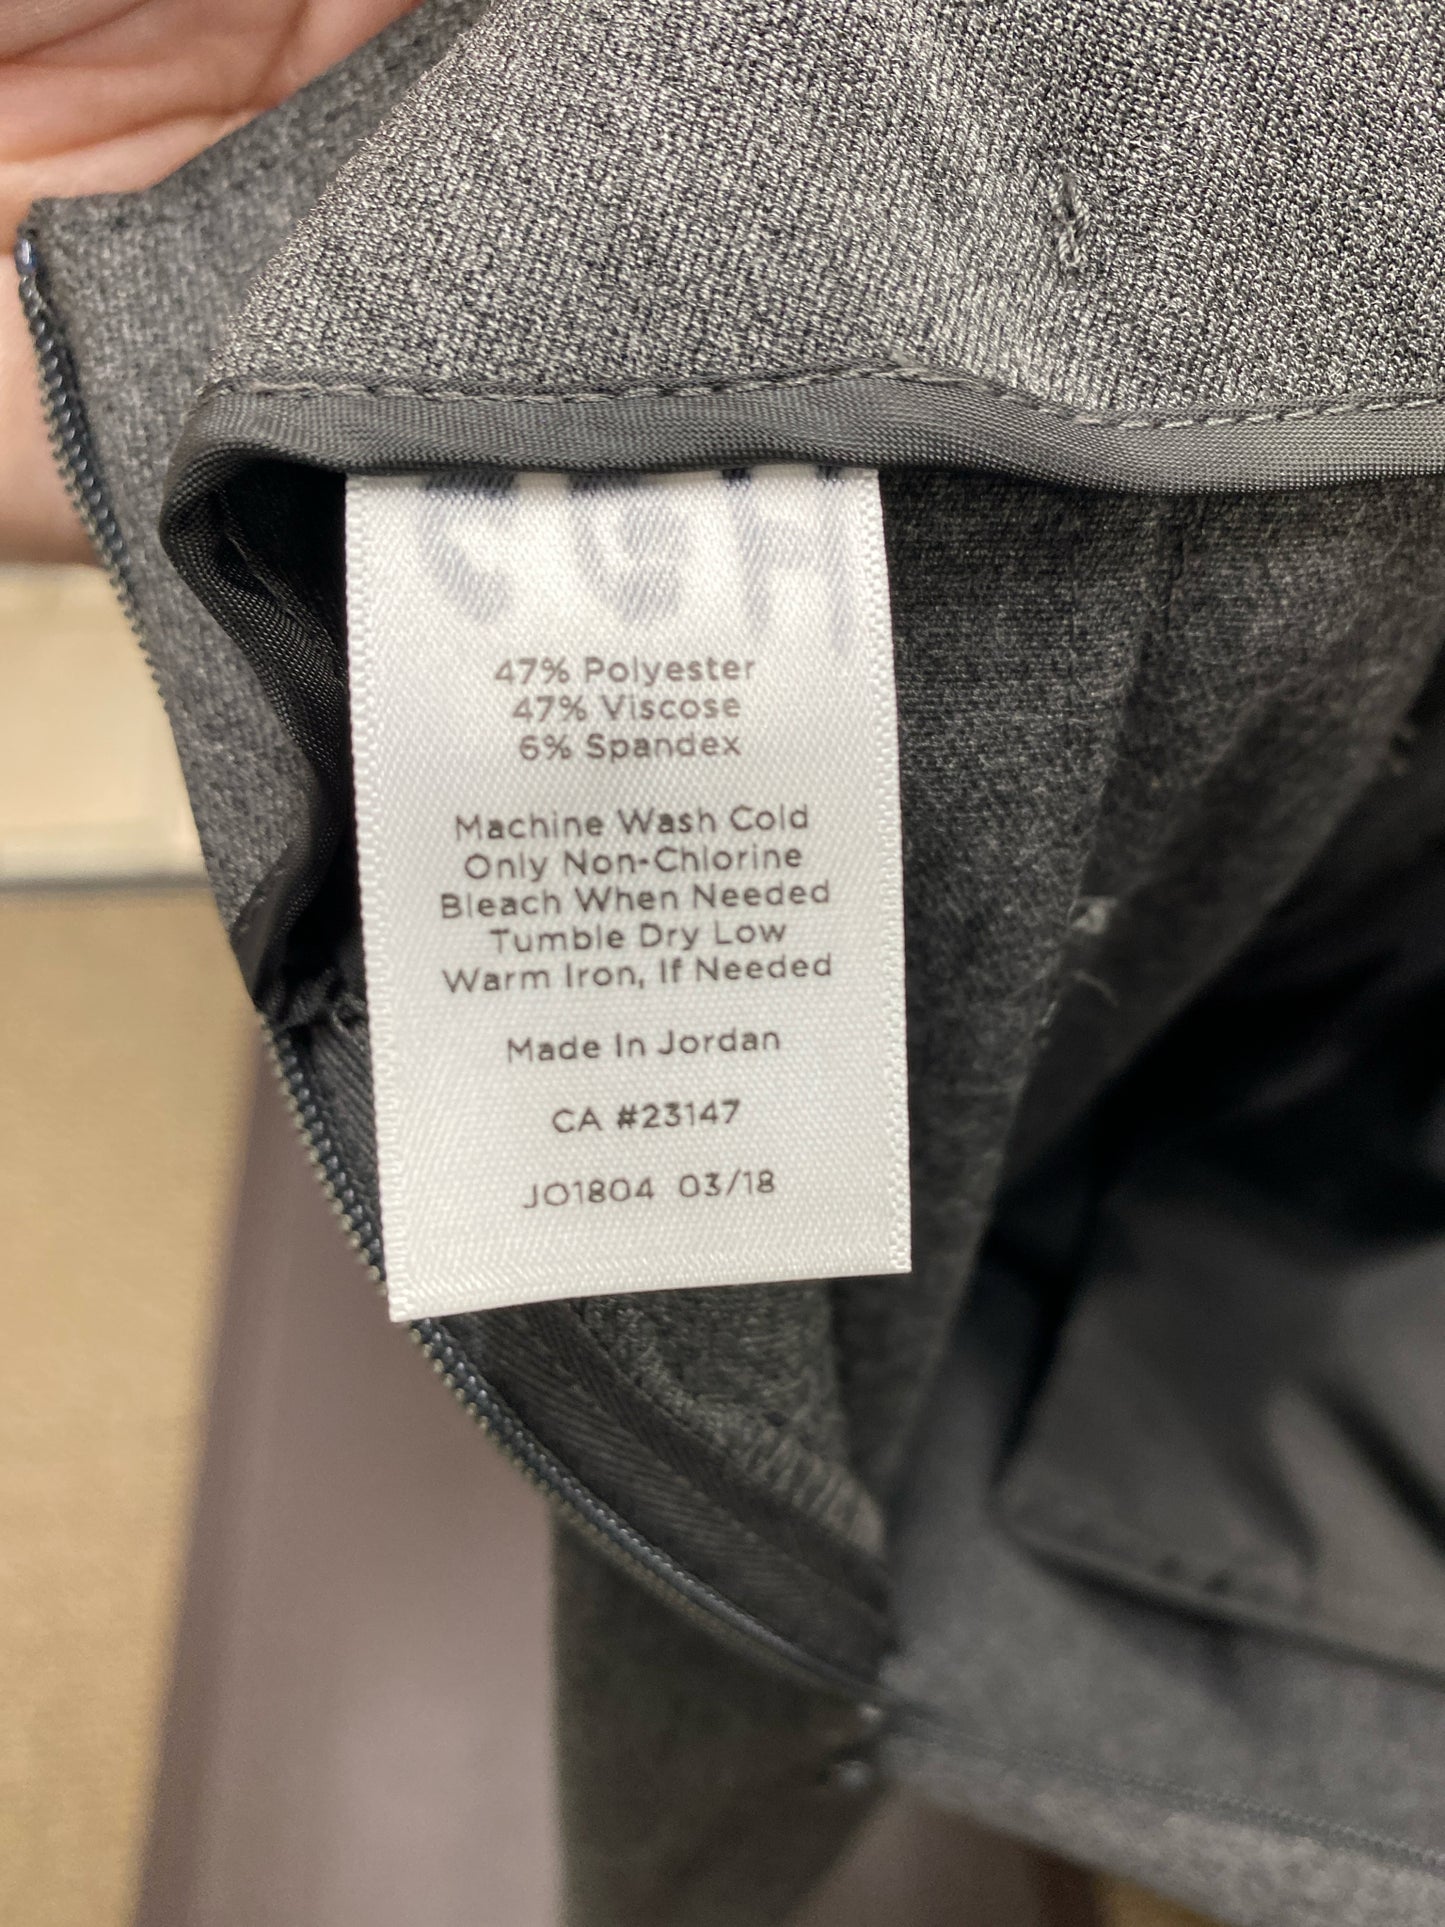 47% Polyester
47% Viscose
6% Spandex
Machine Wash Cold
Only Non-Chlorine
Bleach When Needed
Tumble Dry Low
Warm Iron, If Needed
Made In Jordan
CA #23147
JO1804 03/18